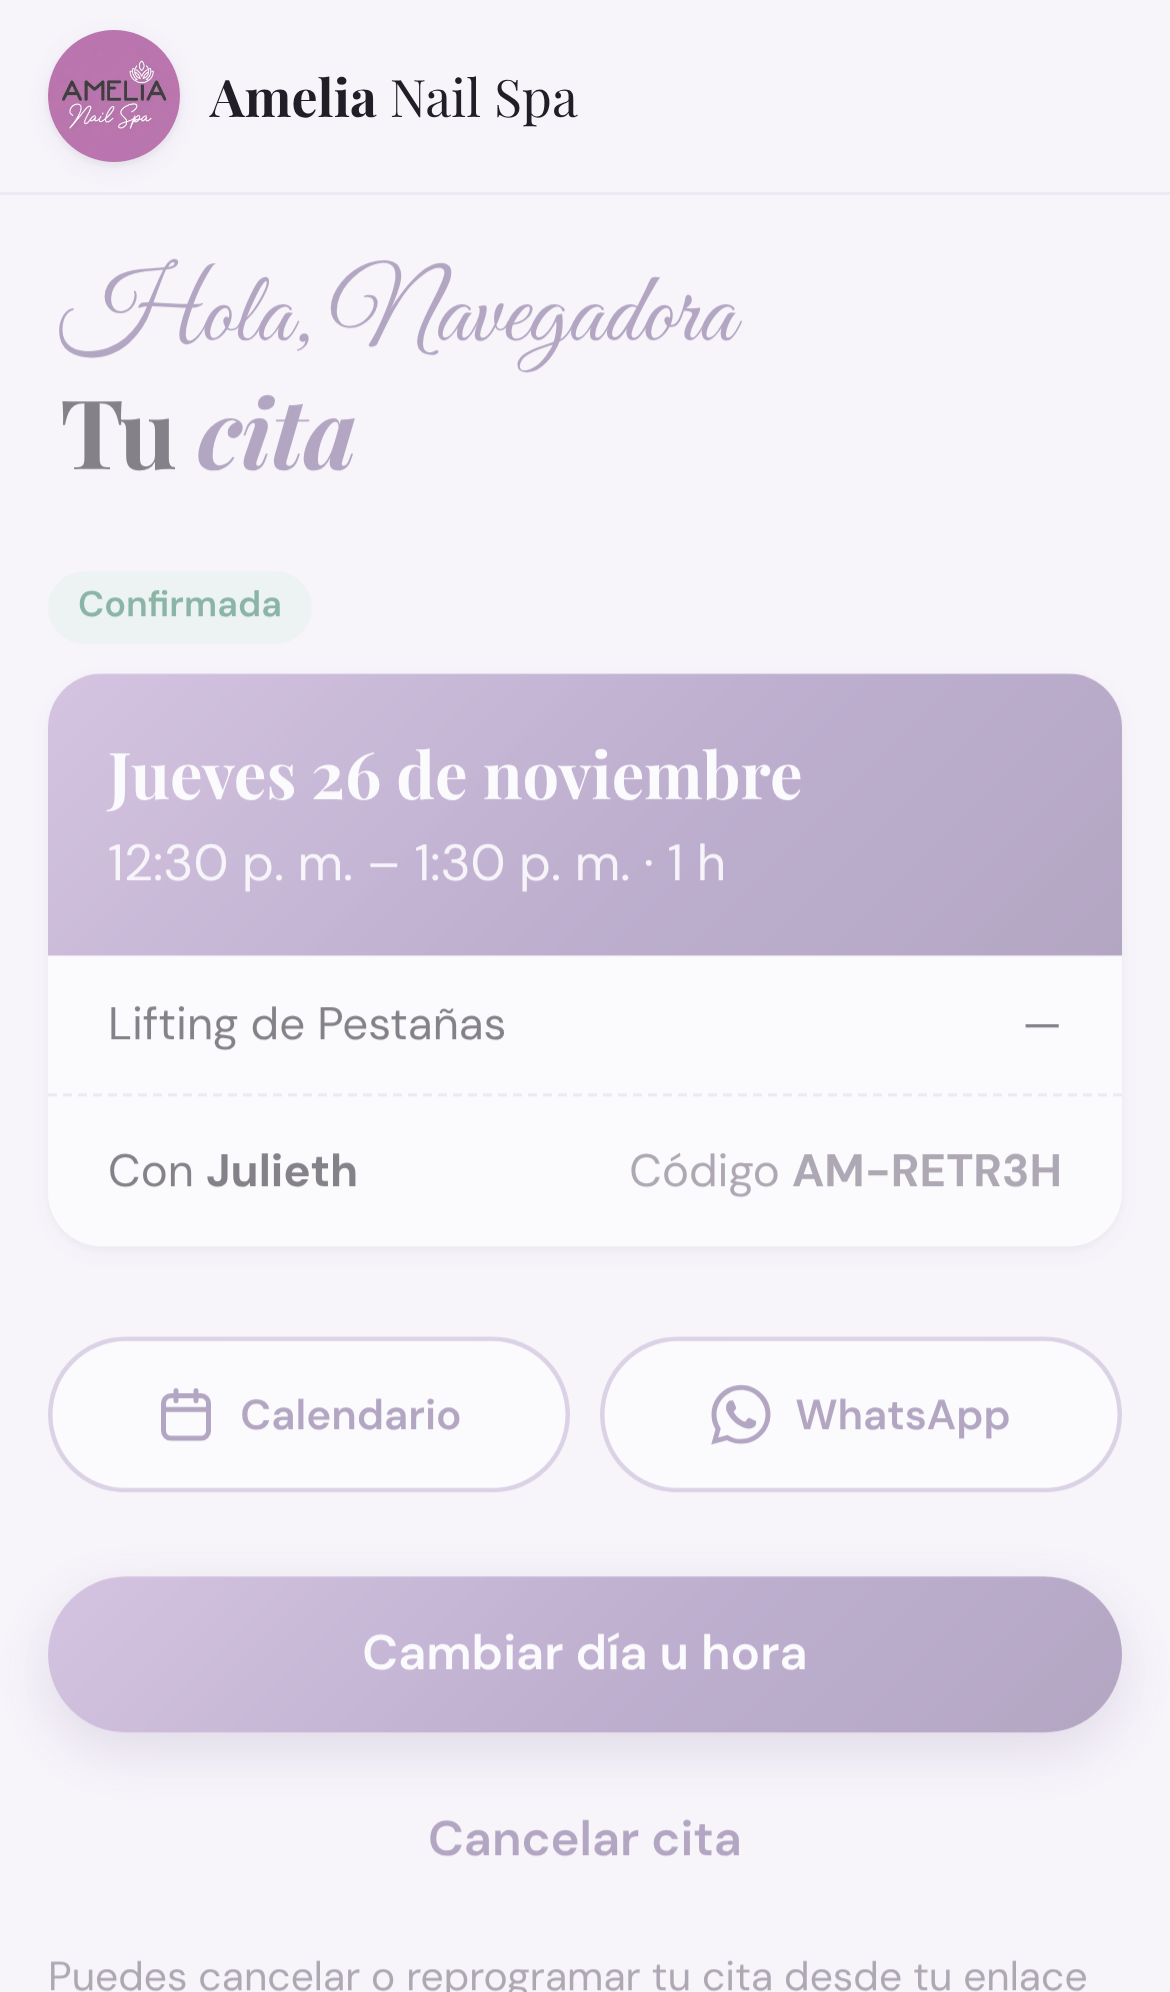 AMELIA
Nail Spa
Amelia Nail Spa
Hola, Navegadora
Tu cita
Confirmada
Jueves 26 de noviembre
12:30 p. m. – 1:30 p. m. · 1 h
Lifting de Pestañas —
Con Julieth Código AM-RETR3H
Calendario WhatsApp
Cambiar día u hora
Cancelar cita
Puedes cancelar o reprogramar tu cita desde tu enlace